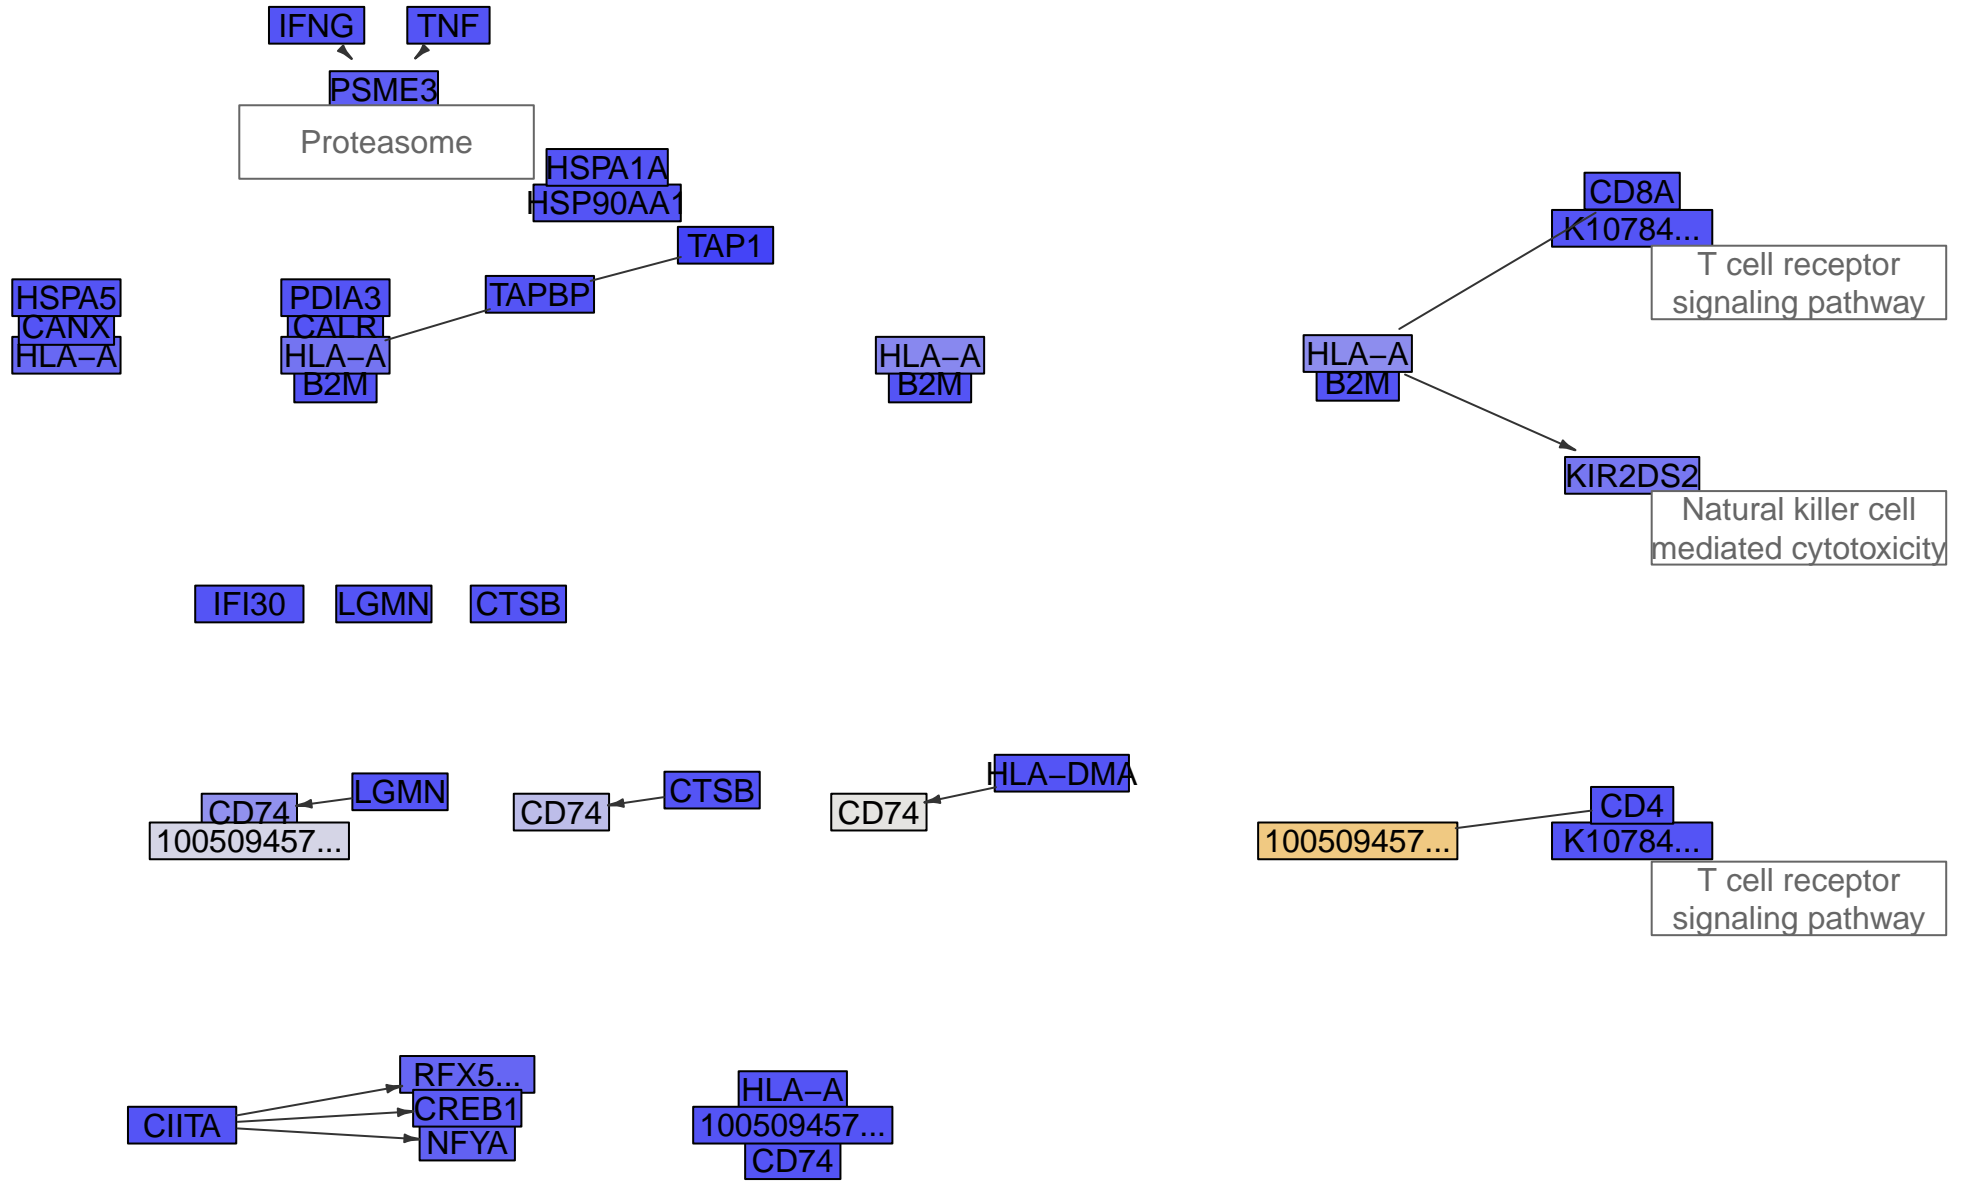 IFNG
TNF
PSME3
Proteasome
HSPA1A
HSP90AA1
CD8A
K10784...
TAP1
T cell receptor
signaling pathway
TAPBP
HSPA5
CANX
HLA−A
PDIA3
CALR
HLA−A
B2M
HLA−A
B2M
HLA−A
B2M
KIR2DS2
Natural killer cell
mediated cytotoxicity
IFI30
LGMN
CTSB
LGMN
CD74
100509457...
CTSB
CD74
HLA−DMA
CD74
CD4
100509457...
K10784...
T cell receptor
signaling pathway
CIITA
RFX5...
CREB1
NFYA
HLA−A
100509457...
CD74